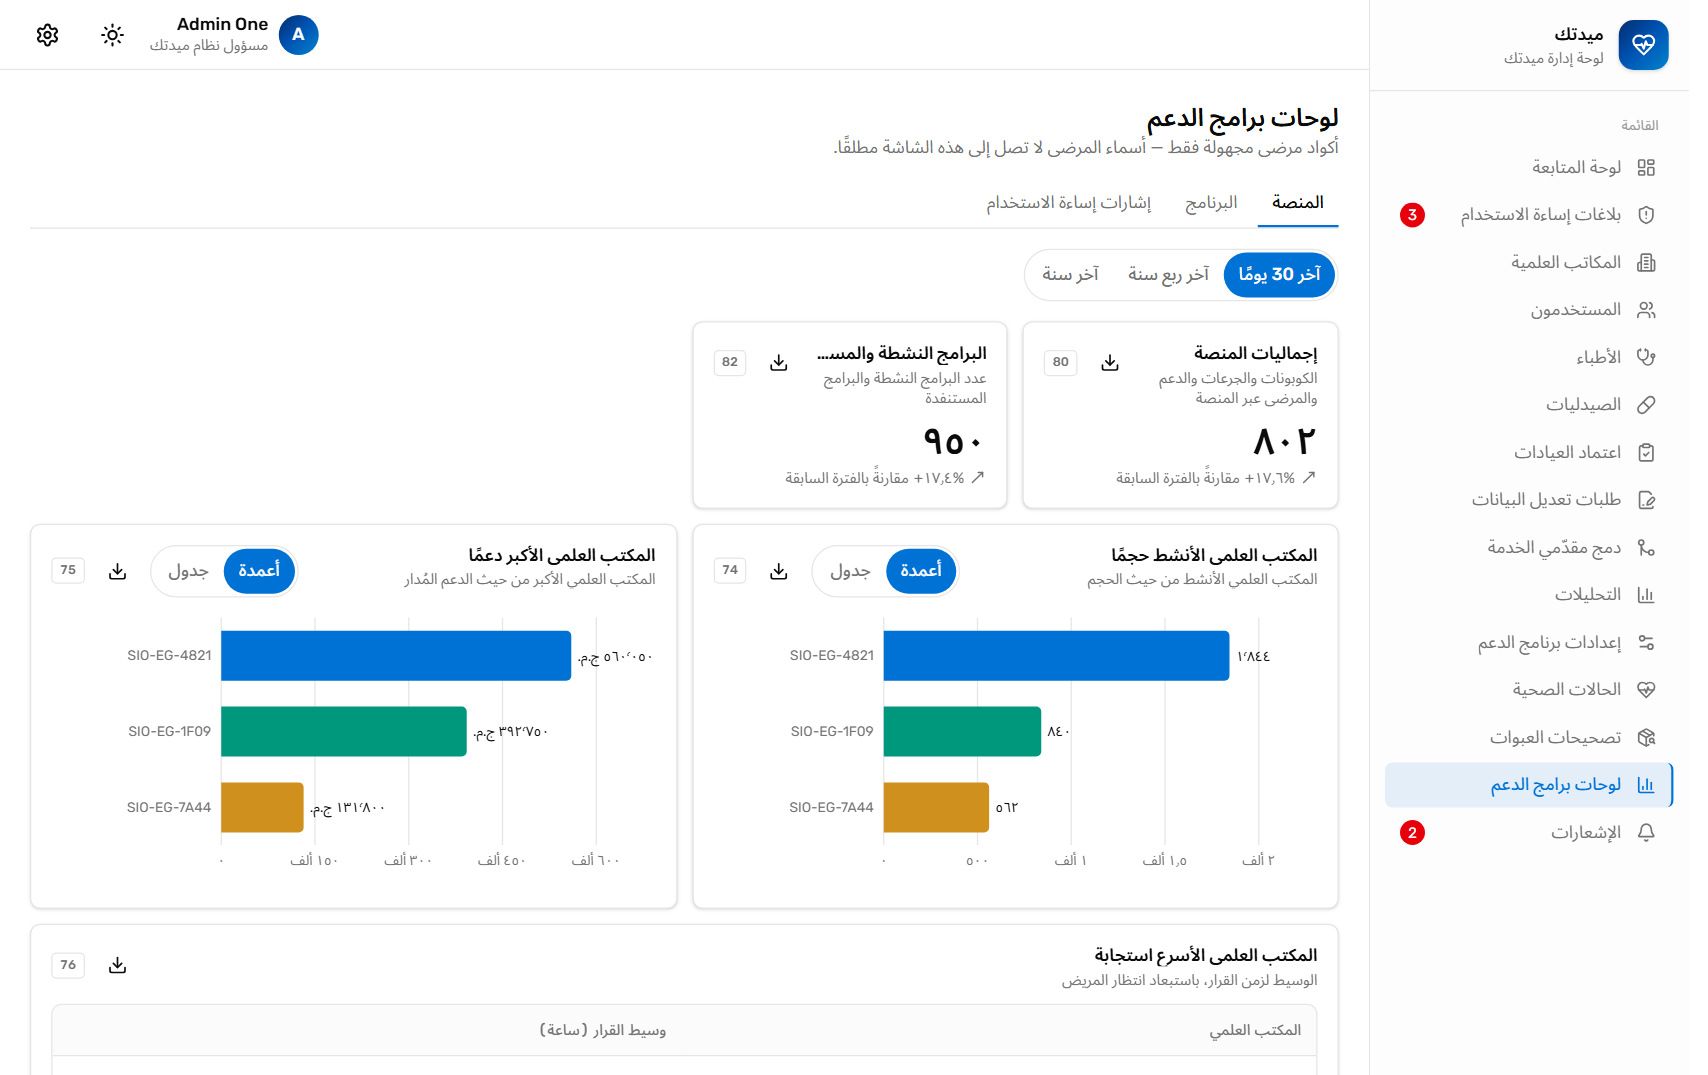 ميدتك
لوحة إدارة ميدتك
Admin One
مسؤول نظام ميدتك
A
القائمة
لوحة المتابعة
بلاغات إساءة الاستخدام
3
المكاتب العلمية
المستخدمون
الأطباء
الصيدليات
اعتماد العيادات
طلبات تعديل البيانات
دمج مقدّمي الخدمة
التحليلات
إعدادات برنامج الدعم
الحالات الصحية
تصحيحات العبوات
لوحات برامج الدعم
الإشعارات
2
لوحات برامج الدعم
أكواد مرضى مجهولة فقط — أسماء المرضى لا تصل إلى هذه الشاشة مطلقًا.
المنصة
البرنامج
إشارات إساءة الاستخدام
آخر 30 يومًا
آخر ربع سنة
آخر سنة
إجماليات المنصة
80
الكوبونات والجرعات والدعم
والمرضى عبر المنصة
٨٠٢
+١٧٫٦% مقارنةً بالفترة السابقة
البرامج النشطة والمسـ...
82
عدد البرامج النشطة والبرامج
المستنفدة
٩٥٠
+١٧٫٤% مقارنةً بالفترة السابقة
المكتب العلمي الأنشط حجمًا
المكتب العلمي الأنشط من حيث الحجم
أعمدة
جدول
74
SIO-EG-4821
١٬٨٤٤
SIO-EG-1F09
٨٤٠
SIO-EG-7A44
٥٦٢
٠
٥٠٠
١ ألف
١٫٥ ألف
٢ ألف
المكتب العلمي الأكبر دعمًا
المكتب العلمي الأكبر من حيث الدعم المُدار
أعمدة
جدول
75
SIO-EG-4821
٥٦٠٬٠٥٠ ج.م.
SIO-EG-1F09
٣٩٢٬٧٥٠ ج.م.
SIO-EG-7A44
١٣١٬٨٠٠ ج.م.
٠
١٥٠ ألف
٣٠٠ ألف
٤٥٠ ألف
٦٠٠ ألف
المكتب العلمي الأسرع استجابة
76
الوسيط لزمن القرار، باستبعاد انتظار المريض
المكتب العلمي
وسيط القرار (ساعة)